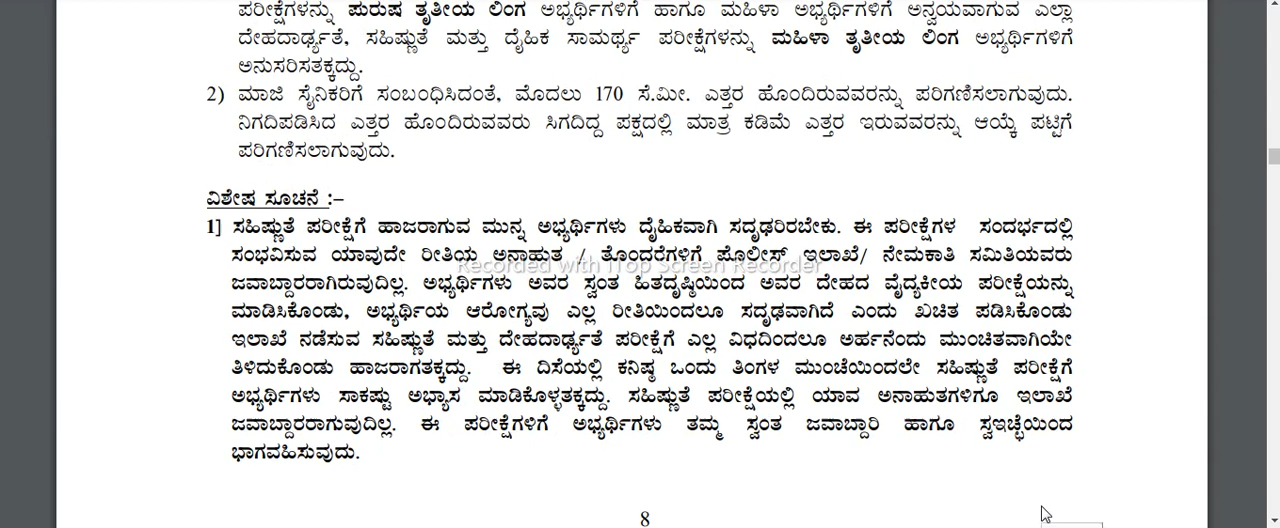 ಪರೀಕ್ಷೆಗಳನ್ನು ಪುರುಷ ತೃತೀಯ ಲಿಂಗ ಅಭ್ಯರ್ಥಿಗಳಿಗೆ ಹಾಗೂ ಮಹಿಳಾ ಅಭ್ಯರ್ಥಿಗಳಿಗೆ ಅನ್ವಯವಾಗುವ ಎಲ್ಲಾ
ದೇಹದಾರ್ಢ್ಯತೆ, ಸಹಿಷ್ಣುತೆ ಮತ್ತು ದೈಹಿಕ ಸಾಮರ್ಥ್ಯ ಪರೀಕ್ಷೆಗಳನ್ನು ಮಹಿಳಾ ತೃತೀಯ ಲಿಂಗ ಅಭ್ಯರ್ಥಿಗಳಿಗೆ
ಅನುಸರಿಸತಕ್ಕದ್ದು.
2) ಮಾಜಿ ಸೈನಿಕರಿಗೆ ಸಂಬಂಧಿಸಿದಂತೆ, ಮೊದಲು 170 ಸೆ.ಮೀ. ಎತ್ತರ ಹೊಂದಿರುವವರನ್ನು ಪರಿಗಣಿಸಲಾಗುವುದು.
ನಿಗದಿಪಡಿಸಿದ ಎತ್ತರ ಹೊಂದಿರುವವರು ಸಿಗದಿದ್ದ ಪಕ್ಷದಲ್ಲಿ ಮಾತ್ರ ಕಡಿಮೆ ಎತ್ತರ ಇರುವವರನ್ನು ಆಯ್ಕೆ ಪಟ್ಟಿಗೆ
ಪರಿಗಣಿಸಲಾಗುವುದು.
ವಿಶೇಷ ಸೂಚನೆ :–
1] ಸಹಿಷ್ಣುತೆ ಪರೀಕ್ಷೆಗೆ ಹಾಜರಾಗುವ ಮುನ್ನ ಅಭ್ಯರ್ಥಿಗಳು ದೈಹಿಕವಾಗಿ ಸದೃಢರಿರಬೇಕು. ಈ ಪರೀಕ್ಷೆಗಳ ಸಂದರ್ಭದಲ್ಲಿ
ಸಂಭವಿಸುವ ಯಾವುದೇ ರೀತಿಯ ಅನಾಹುತ / ತೊಂದರೆಗಳಿಗೆ ಪೊಲೀಸ್ ಇಲಾಖೆ/ ನೇಮಕಾತಿ ಸಮಿತಿಯವರು
Recorded with iTop Screen Recorder
ಜವಾಬ್ದಾರರಾಗಿರುವುದಿಲ್ಲ. ಅಭ್ಯರ್ಥಿಗಳು ಅವರ ಸ್ವಂತ ಹಿತದೃಷ್ಠಿಯಿಂದ ಅವರ ದೇಹದ ವೈದ್ಯಕೀಯ ಪರೀಕ್ಷೆಯನ್ನು
ಮಾಡಿಸಿಕೊಂಡು, ಅಭ್ಯರ್ಥಿಯ ಆರೋಗ್ಯವು ಎಲ್ಲ ರೀತಿಯಿಂದಲೂ ಸದೃಢವಾಗಿದೆ ಎಂದು ಖಚಿತ ಪಡಿಸಿಕೊಂಡು
ಇಲಾಖೆ ನಡೆಸುವ ಸಹಿಷ್ಣುತೆ ಮತ್ತು ದೇಹದಾರ್ಢ್ಯತೆ ಪರೀಕ್ಷೆಗೆ ಎಲ್ಲ ವಿಧದಿಂದಲೂ ಅರ್ಹನೆಂದು ಮುಂಚಿತವಾಗಿಯೇ
ತಿಳಿದುಕೊಂಡು ಹಾಜರಾಗತಕ್ಕದ್ದು. ಈ ದಿಸೆಯಲ್ಲಿ ಕನಿಷ್ಠ ಒಂದು ತಿಂಗಳ ಮುಂಚೆಯಿಂದಲೇ ಸಹಿಷ್ಣುತೆ ಪರೀಕ್ಷೆಗೆ
ಅಭ್ಯರ್ಥಿಗಳು ಸಾಕಷ್ಟು ಅಭ್ಯಾಸ ಮಾಡಿಕೊಳ್ಳತಕ್ಕದ್ದು. ಸಹಿಷ್ಣುತೆ ಪರೀಕ್ಷೆಯಲ್ಲಿ ಯಾವ ಅನಾಹುತಗಳಿಗೂ ಇಲಾಖೆ
ಜವಾಬ್ದಾರರಾಗುವುದಿಲ್ಲ. ಈ ಪರೀಕ್ಷೆಗಳಿಗೆ ಅಭ್ಯರ್ಥಿಗಳು ತಮ್ಮ ಸ್ವಂತ ಜವಾಬ್ದಾರಿ ಹಾಗೂ ಸ್ವಇಚ್ಛೆಯಿಂದ
ಭಾಗವಹಿಸುವುದು.
8